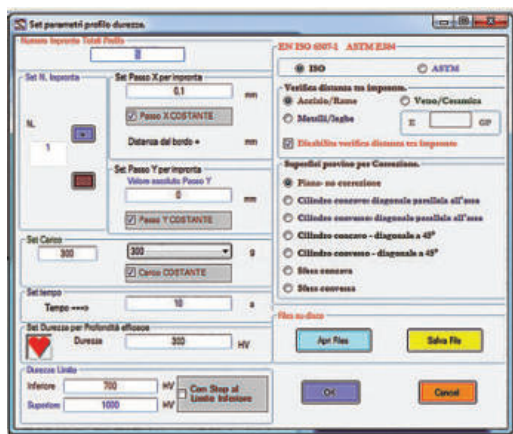 Set parametri profilo durezze.
Numero Impronte Totali Profilo
Set N. Impronta
N.
1
Set Passo X per impronta
0,1
mm
Passo X COSTANTE
Distanza dal bordo +
mm
Set Passo Y per impronta
Valore assoluto Passo Y
0
mm
Passo Y COSTANTE
Set Carico
300
300
g
Carico COSTANTE
Set tempo
Tempo ===>
10
s
Set Durezza per Profondità efficace
Durezza
300
HV
Durezze Limite
Inferiore
700
HV
Superiore
1000
HV
Con Stop al
Limite Inferiore
EN ISO 6507-1 ASTM E384
ISO
ASTM
Verifica distanza tra impronte.
Acciaio/Rame
Vetro/Ceramica
Metalli/leghe
E
GP
Disabilita verifica distanza tra impronte
Superfici provino per Correzione.
Piana- no correzione
Cilindro concavo: diagonale parallela all'asse
Cilindro convesso: diagonale parallela all'asse
Cilindro concavo - diagonale a 45°
Cilindro convesso - diagonale a 45°
Sfera concava
Sfera convessa
Files su disco
Apri Files
Salva File
OK
Cancel